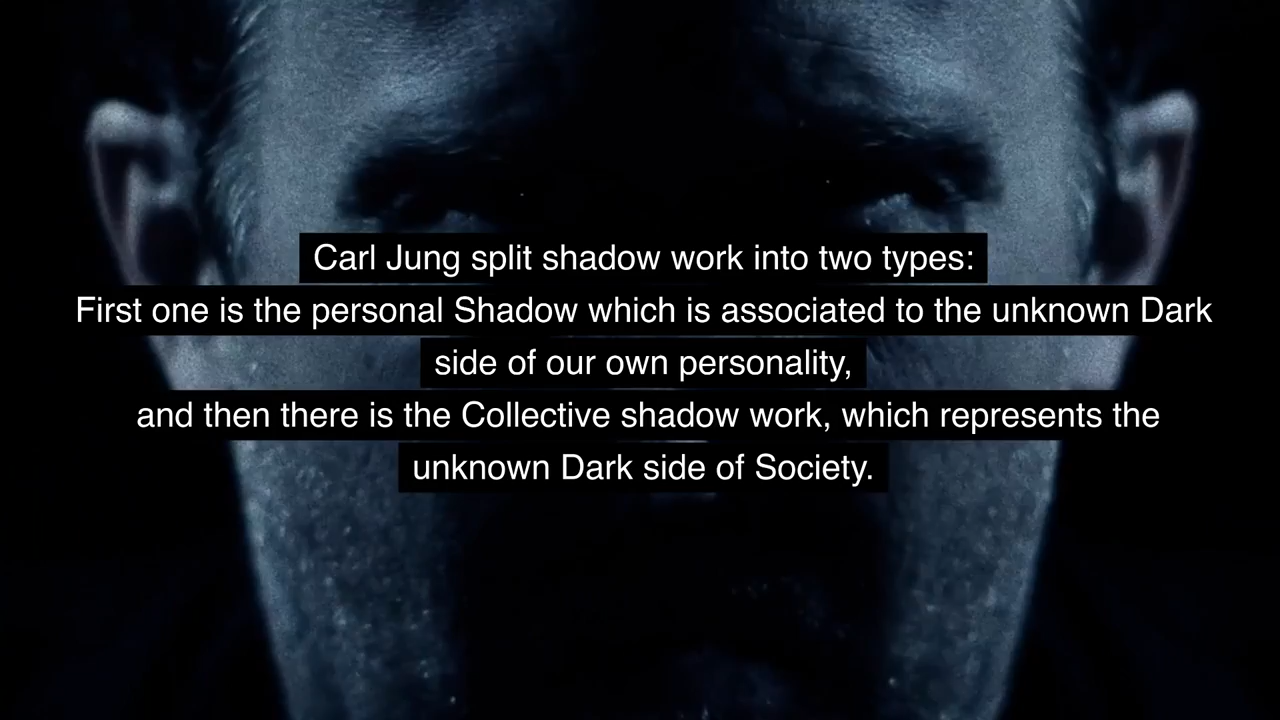 Carl Jung split shadow work into two types:
First one is the personal Shadow which is associated to the unknown Dark
side of our own personality,
and then there is the Collective shadow work, which represents the
unknown Dark side of Society.